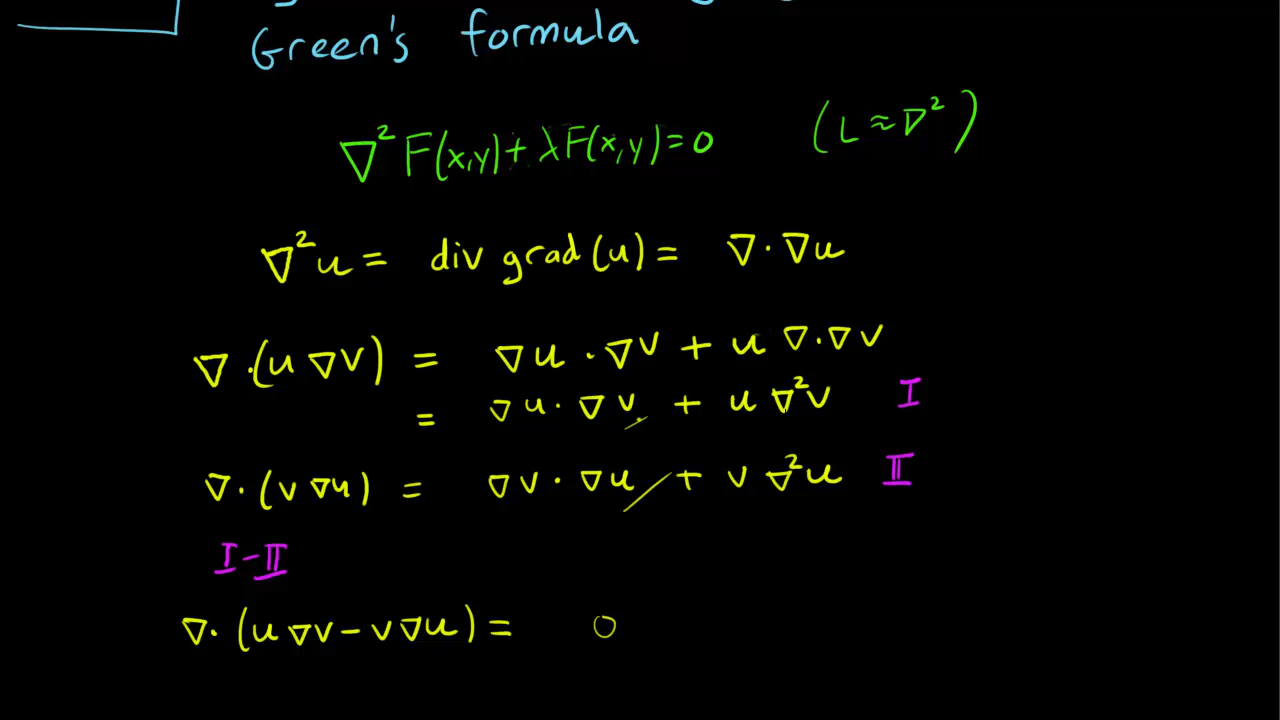 Green's formula
∇²F(x,y) + λF(x,y) = 0 (L ≈ ∇²)
∇²u = div grad (u) = ∇·∇u
∇·(u∇v) = ∇u·∇v + u∇·∇v
= ∇u·∇v + u∇²v I
∇·(v∇u) = ∇v·∇u + v∇²u II
I-II
∇·(u∇v - v∇u) = 0